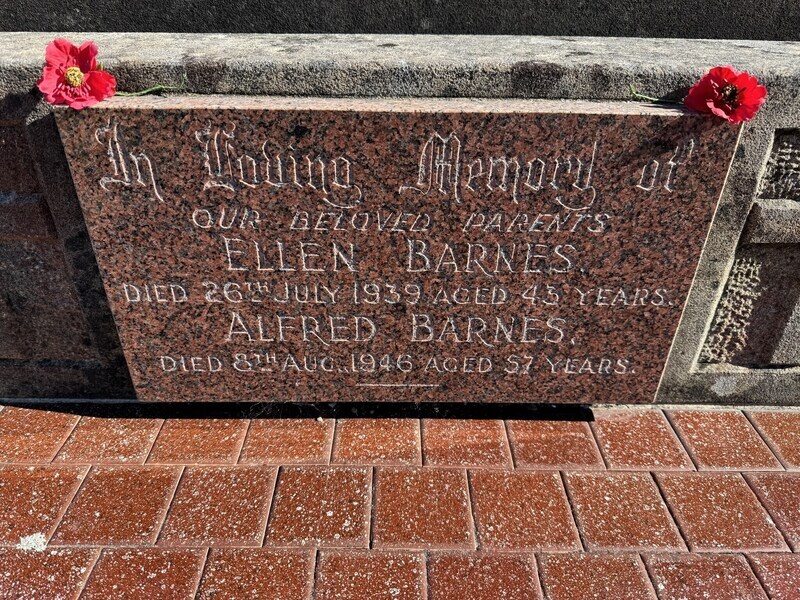 In Loving Memory of
OUR BELOVED PARENTS
ELLEN BARNES.
DIED 26TH JULY 1939 AGED 43 YEARS.
ALFRED BARNES.
DIED 8TH AUG. 1946 AGED 57 YEARS.